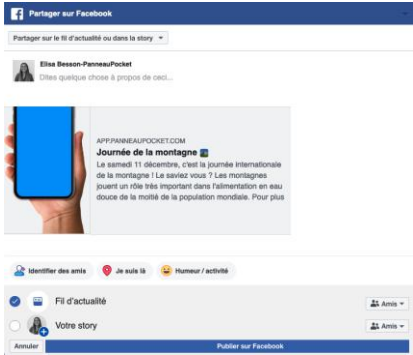 Partager sur Facebook
Partager sur le fil d'actualité ou dans la story
Elisa Besson-PanneauPocket
Dites quelque chose à propos de ceci...
APP.PANNEAUPOCKET.COM
Journée de la montagne
Le samedi 11 décembre, c'est la journée internationale
de la montagne ! Le saviez vous ? Les montagnes
jouent un rôle très important dans l'alimentation en eau
douce de la moitié de la population mondiale. Pour plus
Identifier des amis
Je suis là
Humeur / activité
Fil d'actualité
Amis
Votre story
Amis
Annuler
Publier sur Facebook